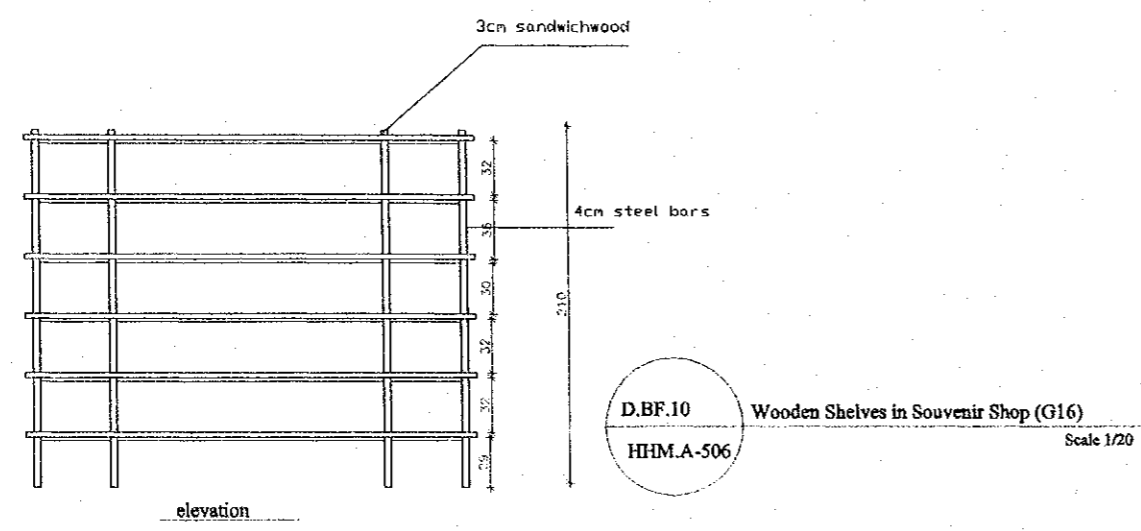 3cm sandwichwood
32
35
4cm steel bars
30
210
32
32
29
D.BF.10
Wooden Shelves in Souvenir Shop (G16)
HHM.A-506
Scale 1/20
elevation